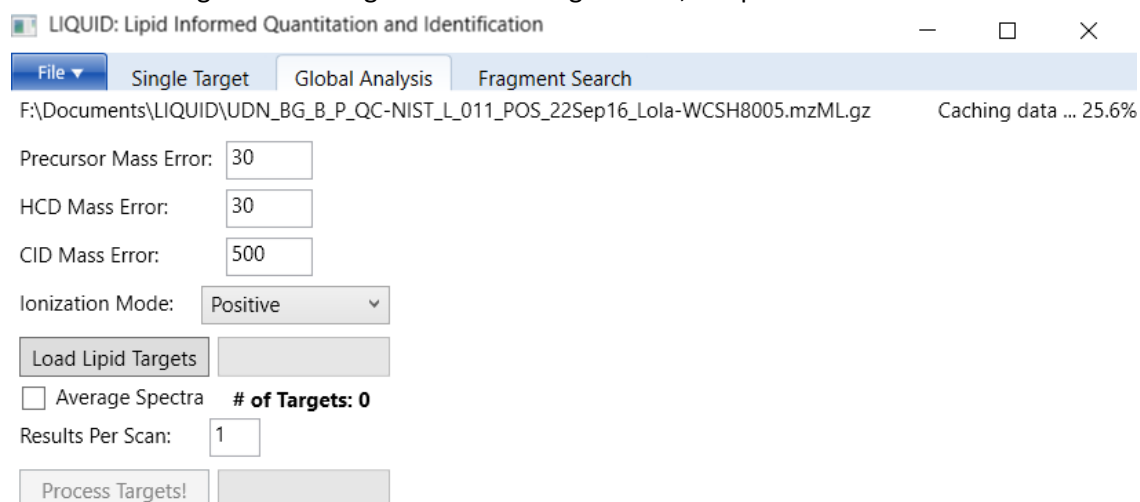 LIQUID: Lipid Informed Quantitation and Identification
File Single Target Global Analysis Fragment Search
F:\Documents\LIQUID\UDN_BG_B_P_QC-NIST_L_011_POS_22Sep16_Lola-WCSH8005.mzML.gz Caching data ... 25.6%
Precursor Mass Error: 30
HCD Mass Error: 30
CID Mass Error: 500
Ionization Mode: Positive
Load Lipid Targets
Average Spectra # of Targets: 0
Results Per Scan: 1
Process Targets!